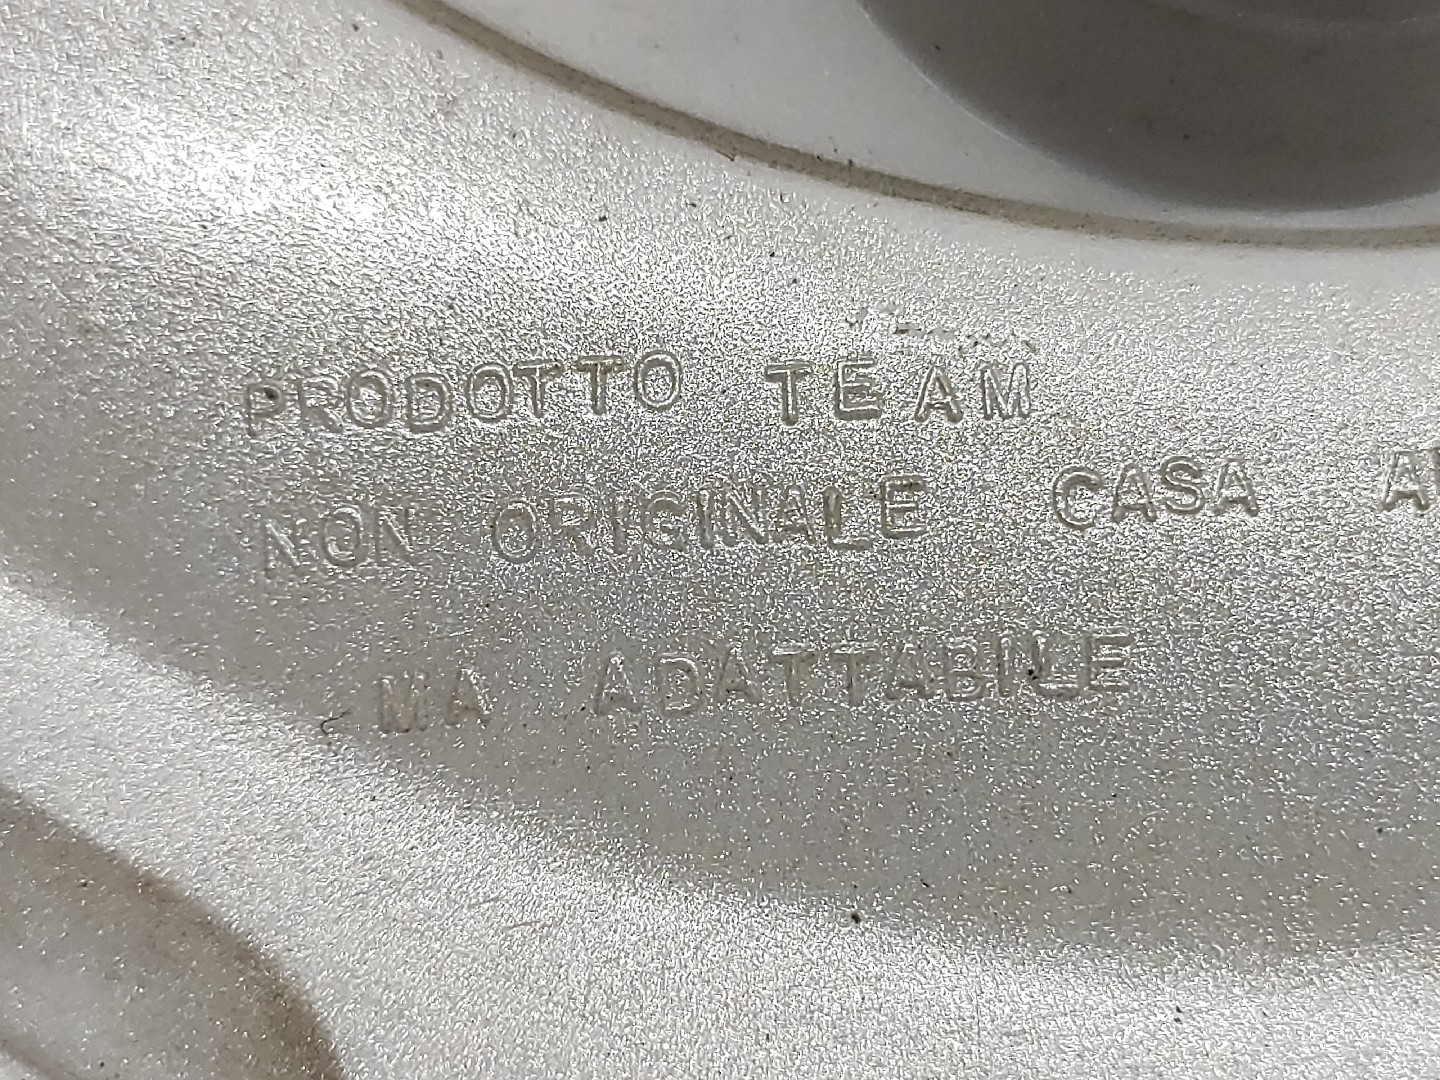 PRODOTTO TEAM
NON ORIGINALE CASA
MA ADATTABILE